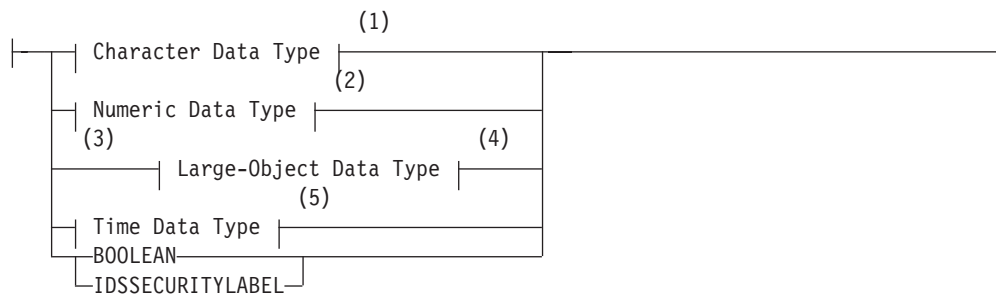 (1)
Character Data Type
(2)
Numeric Data Type
(3) (4)
Large-Object Data Type
(5)
Time Data Type
BOOLEAN
IDSSECURITYLABEL